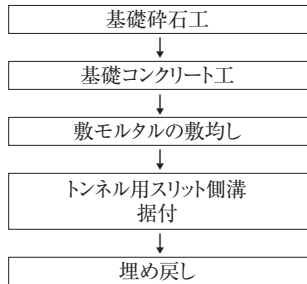 基礎砕石工
基礎コンクリート工
敷モルタルの敷均し
トンネル用スリット側溝
据付
埋め戻し